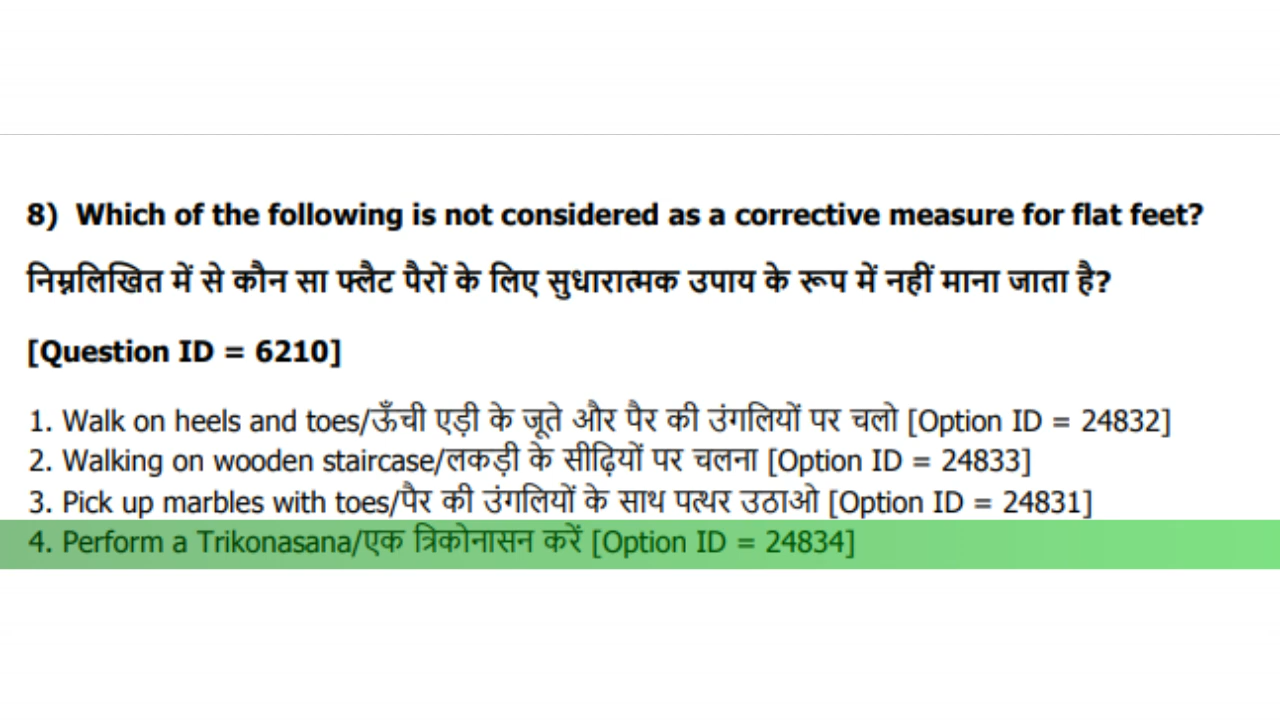 8) Which of the following is not considered as a corrective measure for flat feet?
निम्नलिखित में से कौन सा फ्लैट पैरों के लिए सुधारात्मक उपाय के रूप में नहीं माना जाता है?
[Question ID = 6210]
1. Walk on heels and toes/ऊँची एड़ी के जूते और पैर की उंगलियों पर चलो [Option ID = 24832]
2. Walking on wooden staircase/लकड़ी के सीढ़ियों पर चलना [Option ID = 24833]
3. Pick up marbles with toes/पैर की उंगलियों के साथ पत्थर उठाओ [Option ID = 24831]
4. Perform a Trikonasana/एक त्रिकोनासन करें [Option ID = 24834]